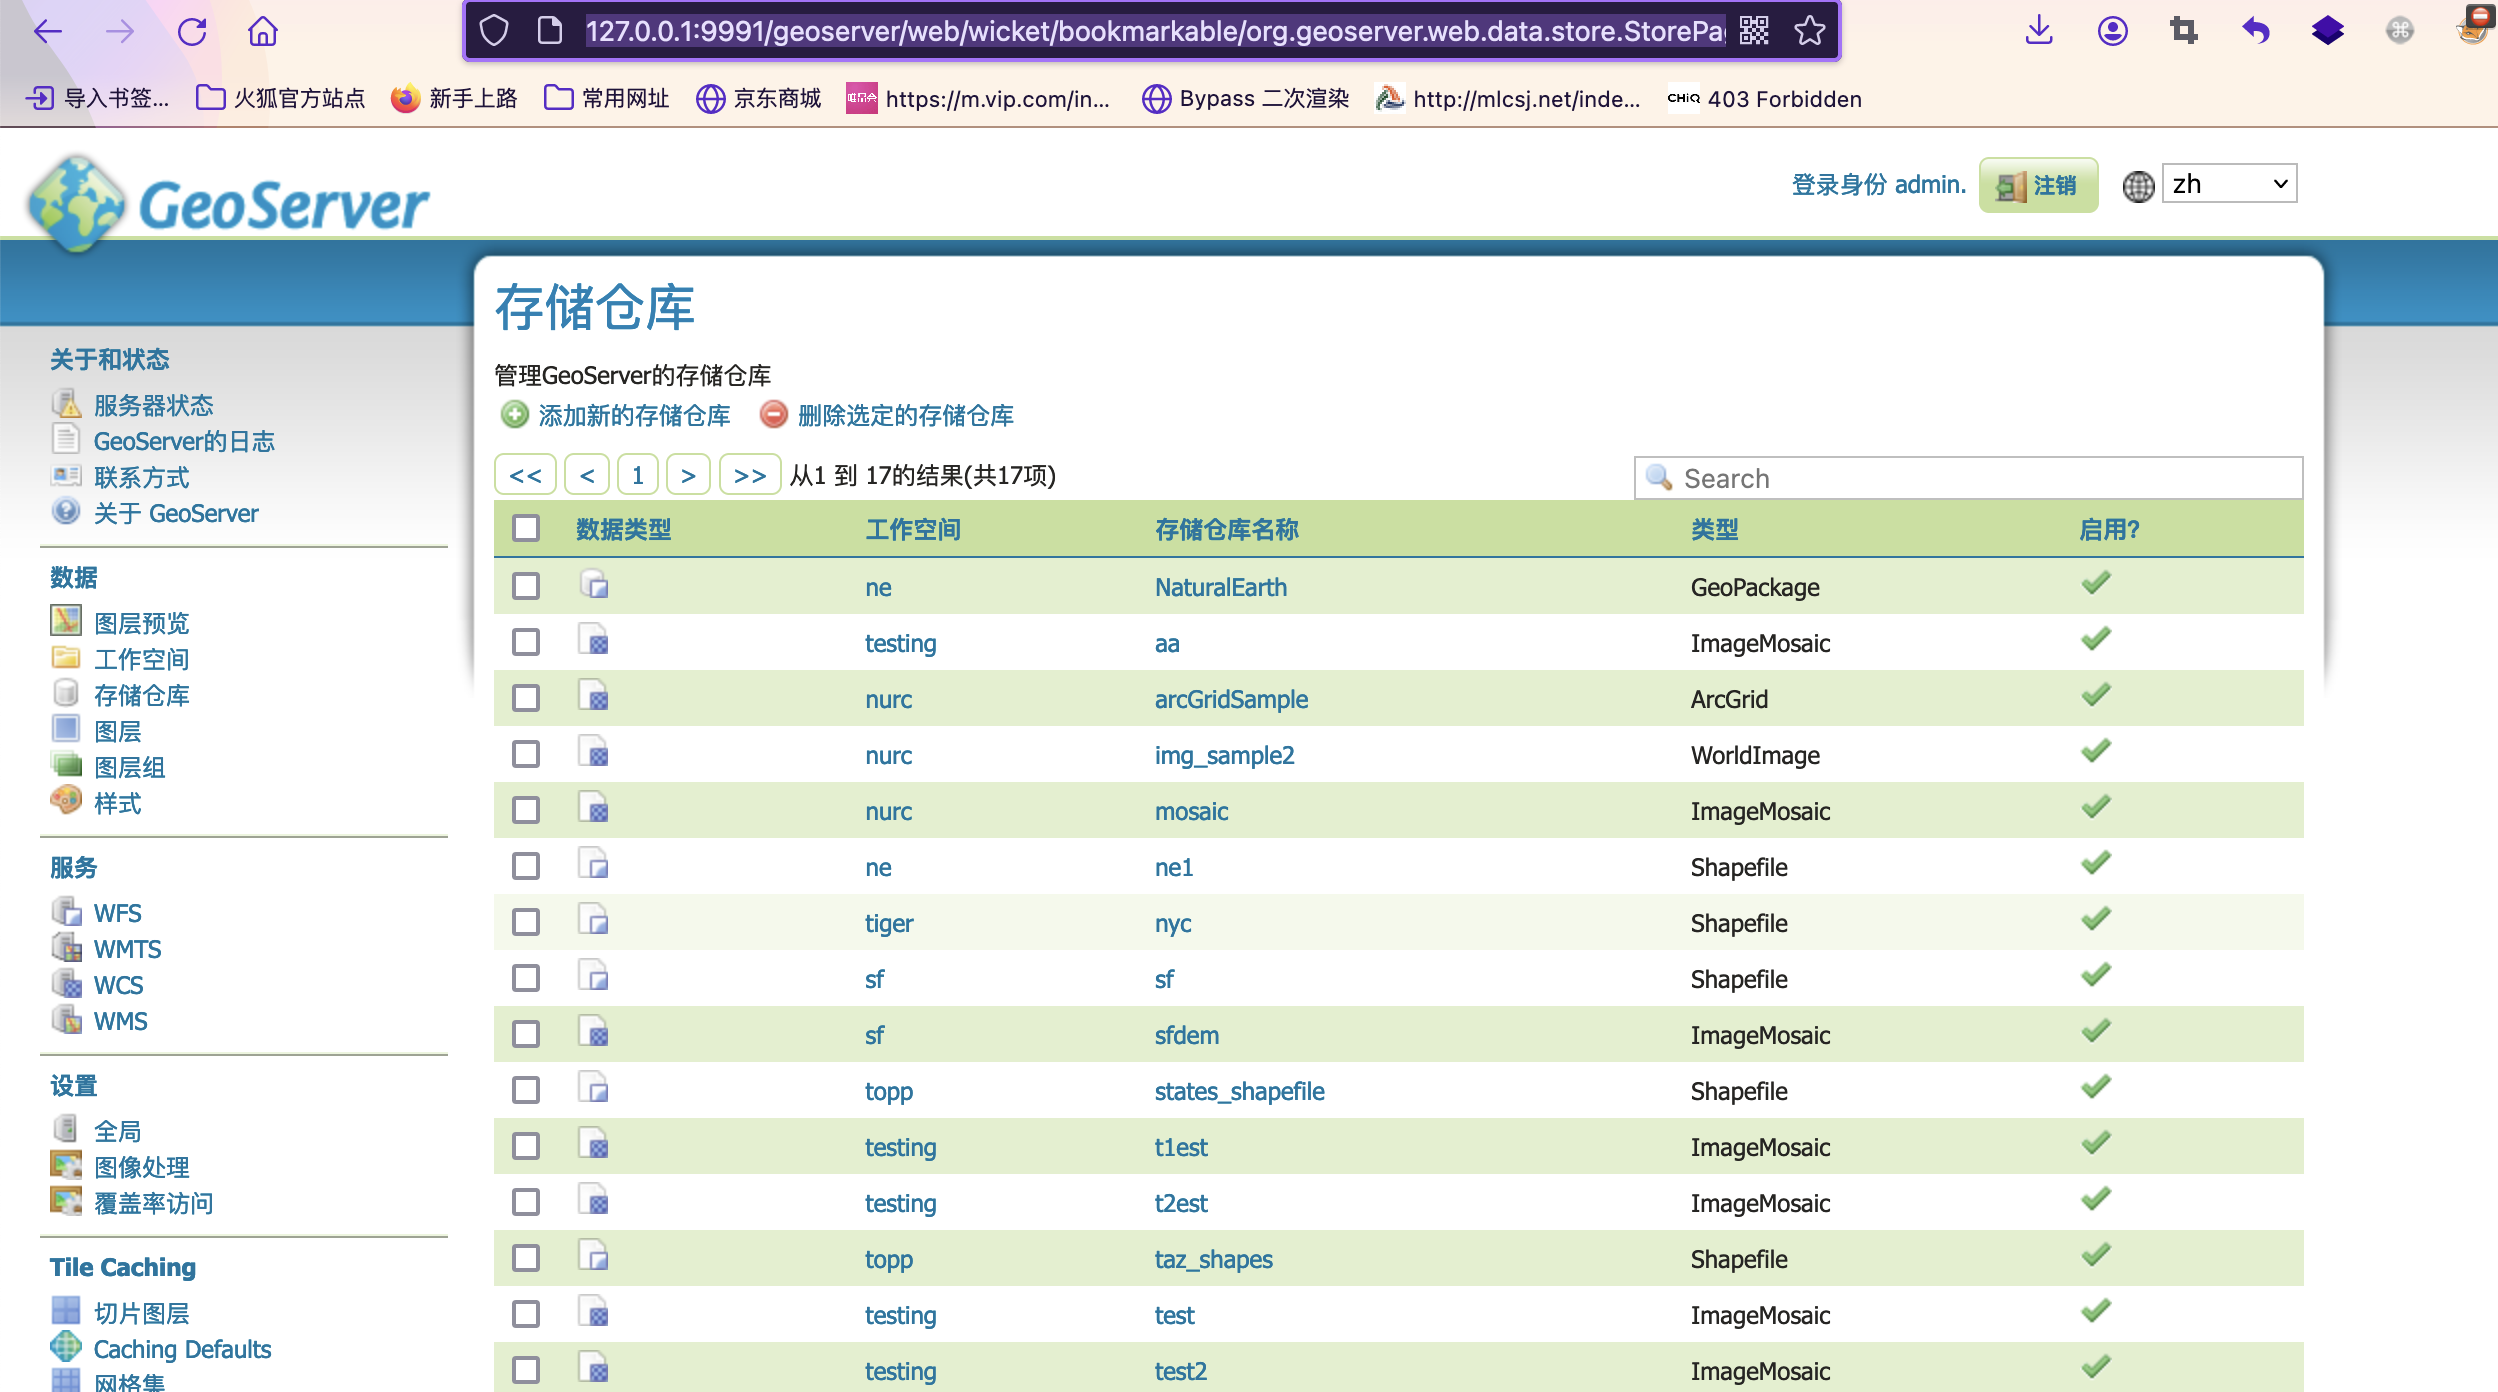 127.0.0.1:9991/geoserver/web/wicket/bookmarkable/org.geoserver.web.data.store.StorePa
导入书签... 火狐官方站点 新手上路 常用网址 京东商城 https://m.vip.com/in... Bypass 二次渲染 http://mlcsj.net/inde... CHiQ 403 Forbidden
GeoServer
登录身份 admin. 注销 zh
存储仓库
管理GeoServer的存储仓库
添加新的存储仓库 删除选定的存储仓库
<< < 1 > >> 从1 到 17的结果(共17项) Search
数据类型 工作空间 存储仓库名称 类型 启用?
ne NaturalEarth GeoPackage
testing aa ImageMosaic
nurc arcGridSample ArcGrid
nurc img_sample2 WorldImage
nurc mosaic ImageMosaic
ne ne1 Shapefile
tiger nyc Shapefile
sf sf Shapefile
sf sfdem ImageMosaic
topp states_shapefile Shapefile
testing t1est ImageMosaic
testing t2est ImageMosaic
topp taz_shapes Shapefile
testing test ImageMosaic
testing test2 ImageMosaic
关于和状态
服务器状态
GeoServer的日志
联系方式
关于 GeoServer
数据
图层预览
工作空间
存储仓库
图层
图层组
样式
服务
WFS
WMTS
WCS
WMS
设置
全局
图像处理
覆盖率访问
Tile Caching
切片图层
Caching Defaults
网格集